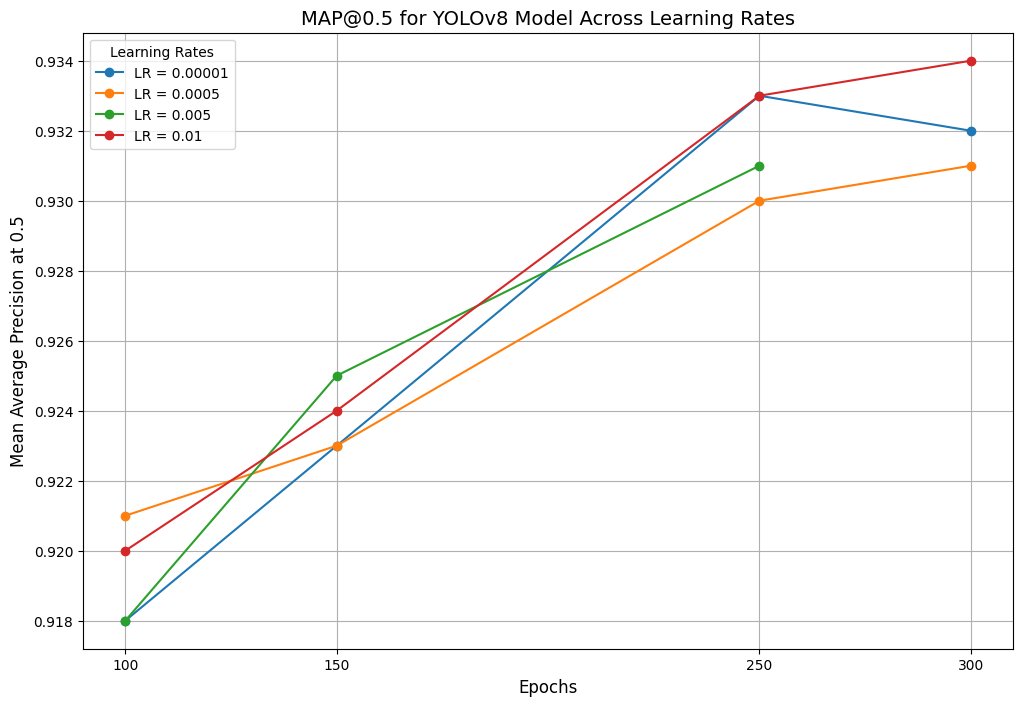 MAP@0.5 for YOLOv8 Model Across Learning Rates
Learning Rates
LR = 0.00001
LR = 0.0005
LR = 0.005
LR = 0.01
Mean Average Precision at 0.5
0.934
0.932
0.930
0.928
0.926
0.924
0.922
0.920
0.918
100 150 250 300
Epochs